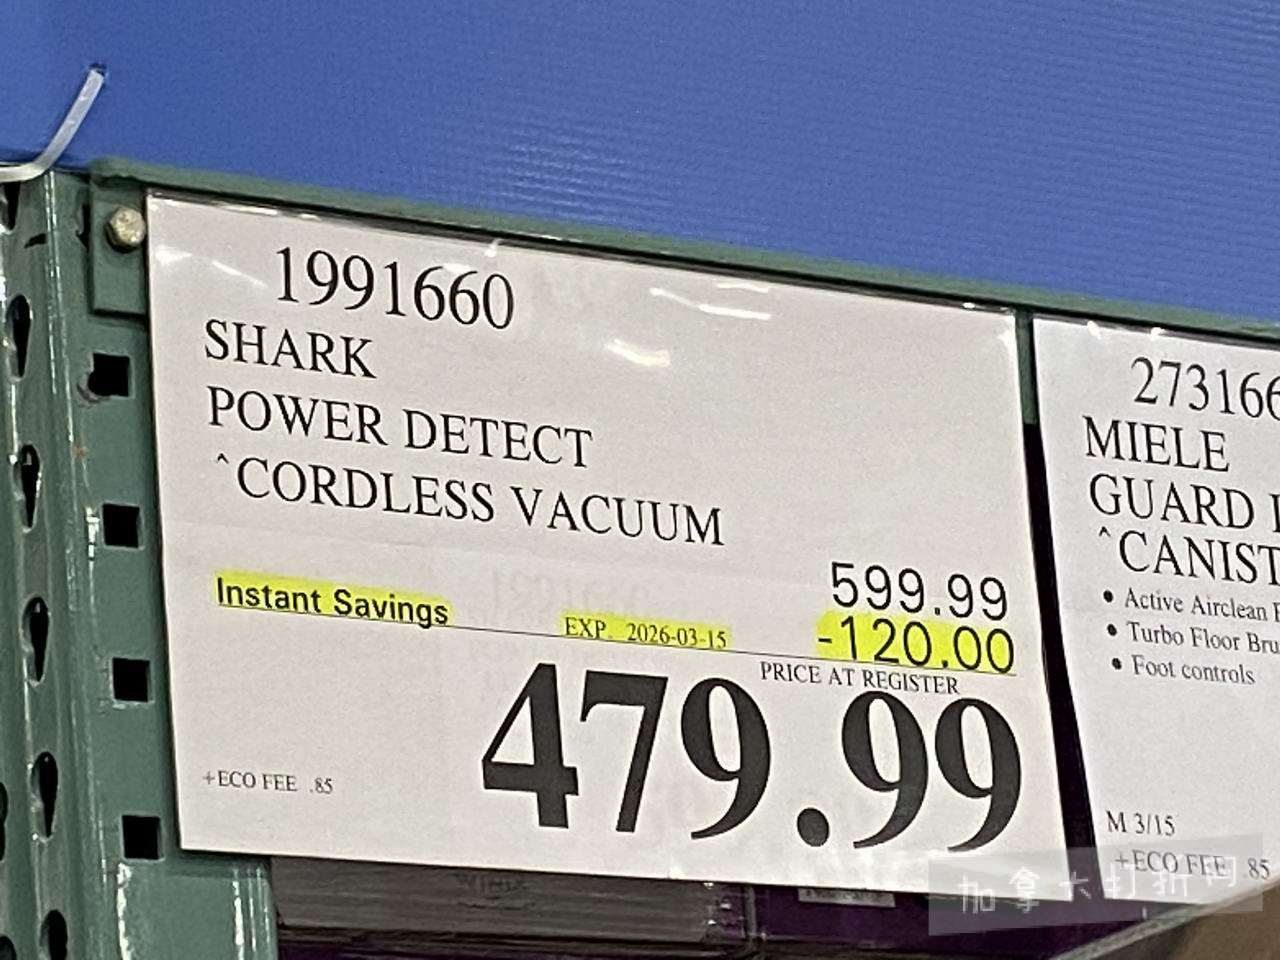 1991660
SHARK
POWER DETECT
^CORDLESS VACUUM
599.99
Instant Savings EXP. 2026-03-15 -120.00
PRICE AT REGISTER
479.99
+ECO FEE .85
MIELE
GUARD
^CANIST
• Active Airclean
• Turbo Floor Bru
• Foot controls
M 3/15
+ECO FEE .85
加拿大打折网